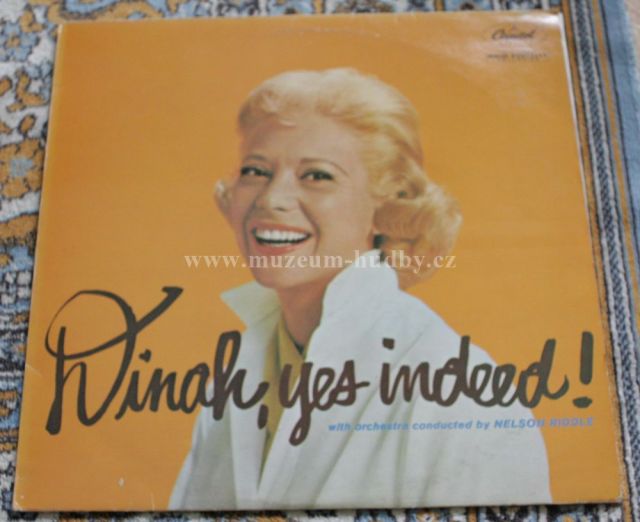 Capitol
www.muzeum-hudby.cz
Dinah, yes indeed!
with orchestra conducted by NELSON RIDDLE